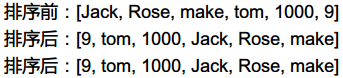 排序前：[Jack, Rose, make, tom, 1000, 9]
排序后：[9, tom, 1000, Jack, Rose, make]
排序后：[9, tom, 1000, Jack, Rose, make]